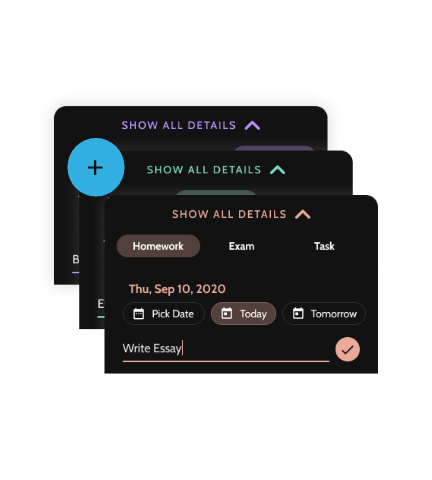 SHOW ALL DETAILS
SHOW ALL DETAILS
SHOW ALL DETAILS
Homework Exam Task
Thu, Sep 10, 2020
Pick Date Today Tomorrow
B
E
Write Essay